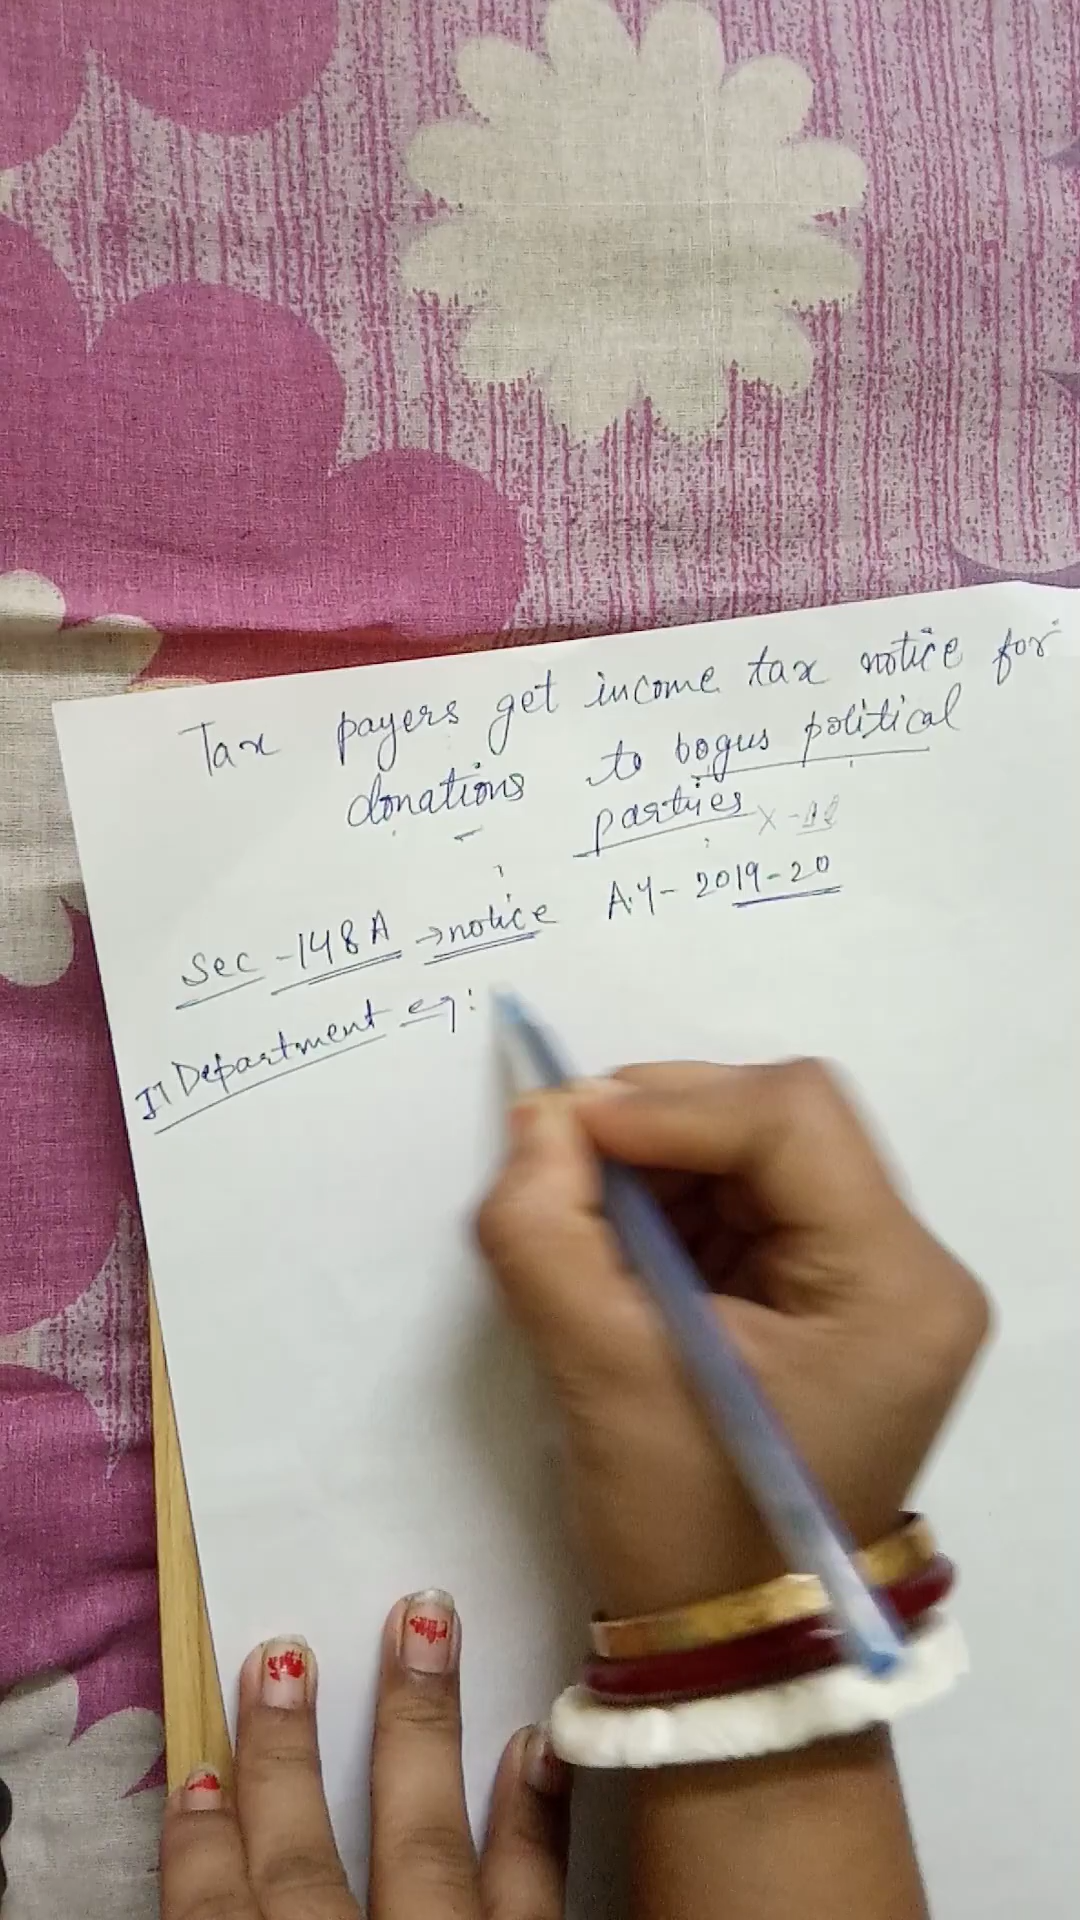 Tax payers get income tax notice for
donations to bogus political
parties
Sec - 148A → notice A.Y - 2019-20
IT Department eg: